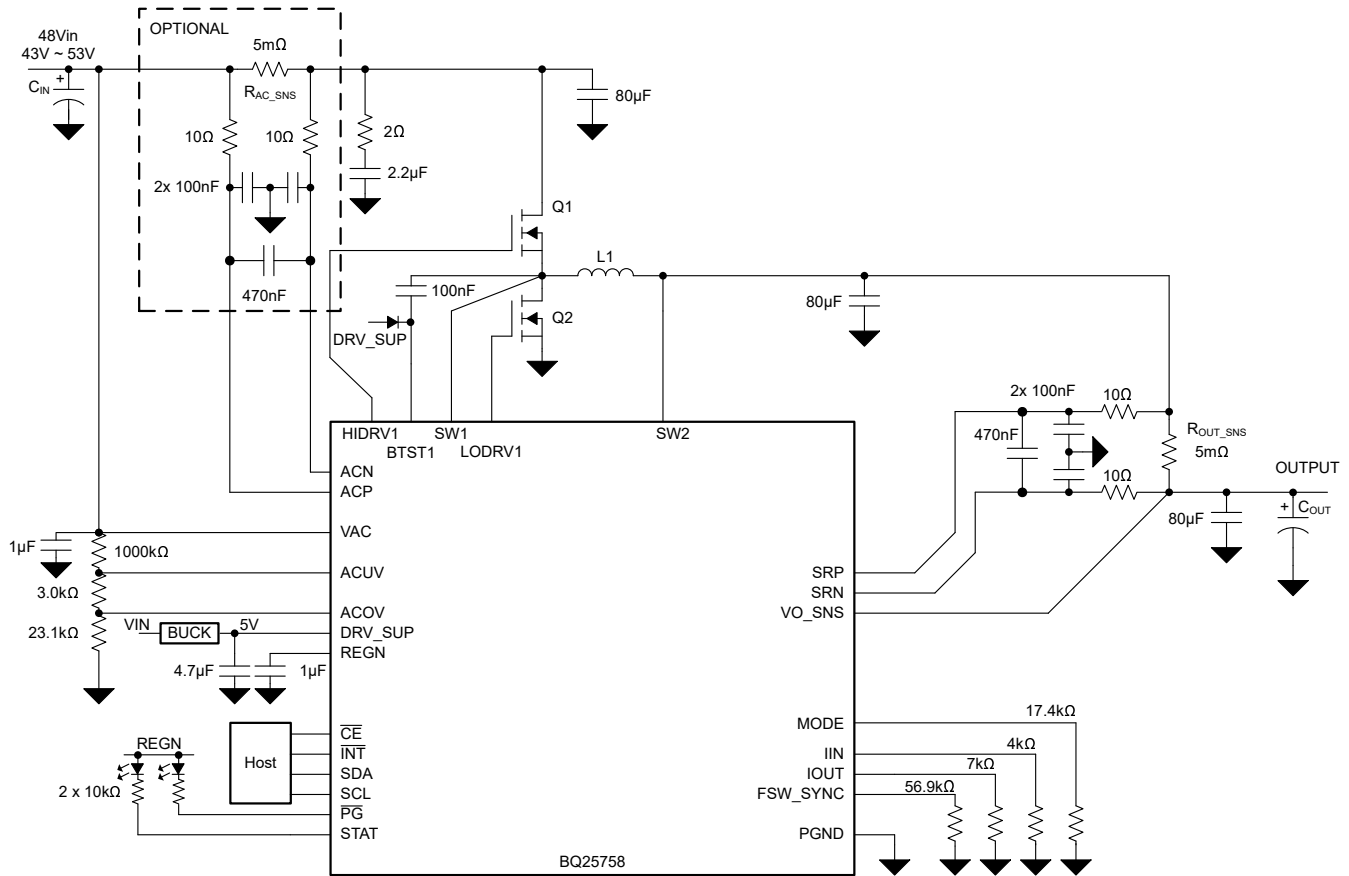 OPTIONAL
48Vin
43V ~ 53V
5mΩ
+
C_IN
R_AC_SNS
80µF
10Ω
10Ω
2Ω
2x 100nF
2.2µF
Q1
L1
470nF
100nF
80µF
Q2
DRV_SUP
2x 100nF
10Ω
HIDRV1
SW1
SW2
470nF
R_OUT_SNS
BTST1
LODRV1
5mΩ
ACN
OUTPUT
ACP
10Ω
+
C_OUT
80µF
VAC
1µF
1000kΩ
ACUV
SRP
3.0kΩ
SRN
ACOV
VO_SNS
VIN
BUCK
5V
DRV_SUP
23.1kΩ
REGN
4.7µF
1µF
17.4kΩ
MODE
CE
REGN
INT
4kΩ
IIN
Host
SDA
7kΩ
IOUT
2 x 10kΩ
SCL
56.9kΩ
FSW_SYNC
PG
STAT
PGND
BQ25758